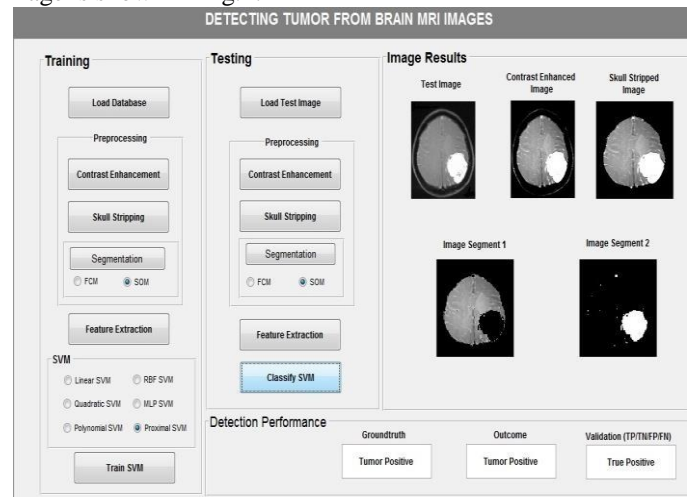 DETECTING TUMOR FROM BRAIN MRI IMAGES
Training
Load Database
Preprocessing
Contrast Enhancement
Skull Stripping
Segmentation
FCM SOM
Feature Extraction
SVM
Linear SVM RBF SVM
Quadratic SVM MLP SVM
Polynomial SVM Proximal SVM
Train SVM
Testing
Load Test Image
Preprocessing
Contrast Enhancement
Skull Stripping
Segmentation
FCM SOM
Feature Extraction
Classify SVM
Image Results
Test Image
Contrast Enhanced
Image
Skull Stripped
Image
Image Segment 1
Image Segment 2
Detection Performance
Groundtruth
Tumor Positive
Outcome
Tumor Positive
Validation (TP/TN/FP/FN)
True Positive